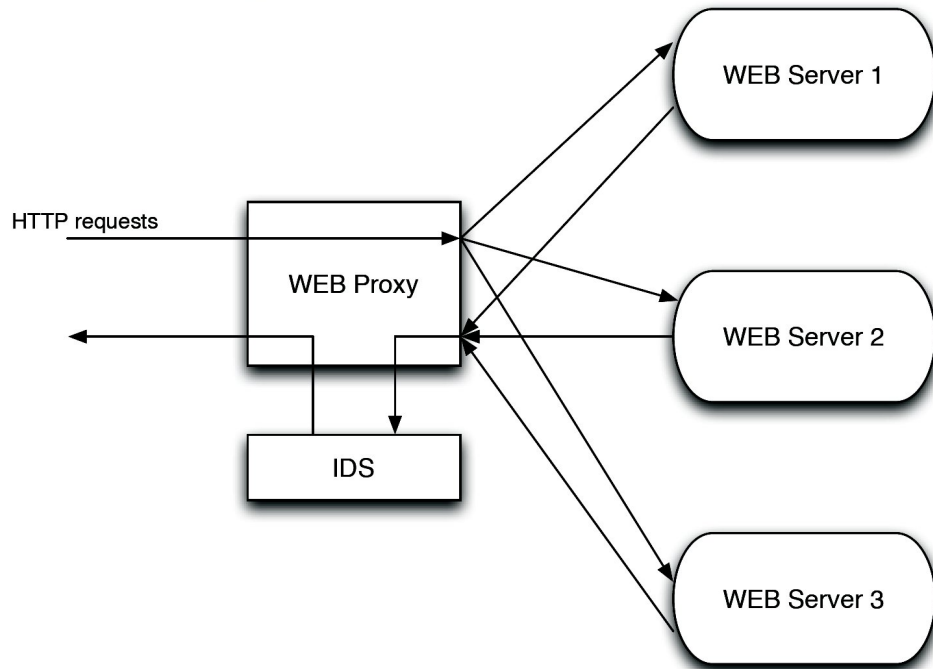 WEB Server 1
HTTP requests
WEB Proxy
WEB Server 2
IDS
WEB Server 3